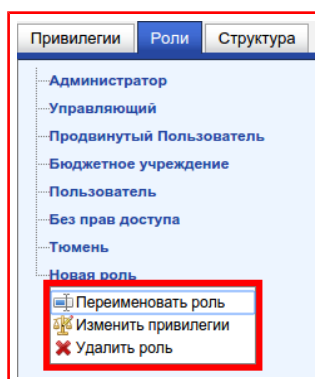 Привилегии Роли Структура
Администратор
Управляющий
Продвинутый Пользователь
Бюджетное учреждение
Пользователь
Без прав доступа
Тюмень
Новая роль
Переименовать роль
Изменить привилегии
Удалить роль